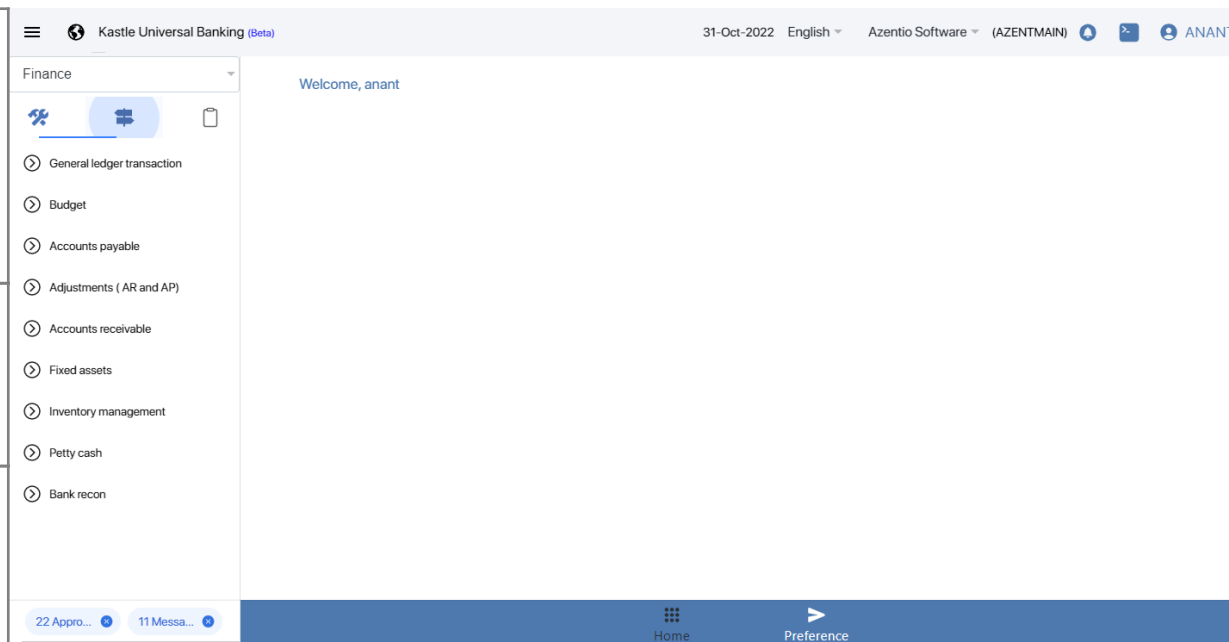 Kastle Universal Banking (Beta)
31-Oct-2022 English Azentio Software (AZENTMAIN) ANANT
Finance
Welcome, anant
General ledger transaction
Budget
Accounts payable
Adjustments ( AR and AP)
Accounts receivable
Fixed assets
Inventory management
Petty cash
Bank recon
22 Appro... 11 Messa...
Home Preference